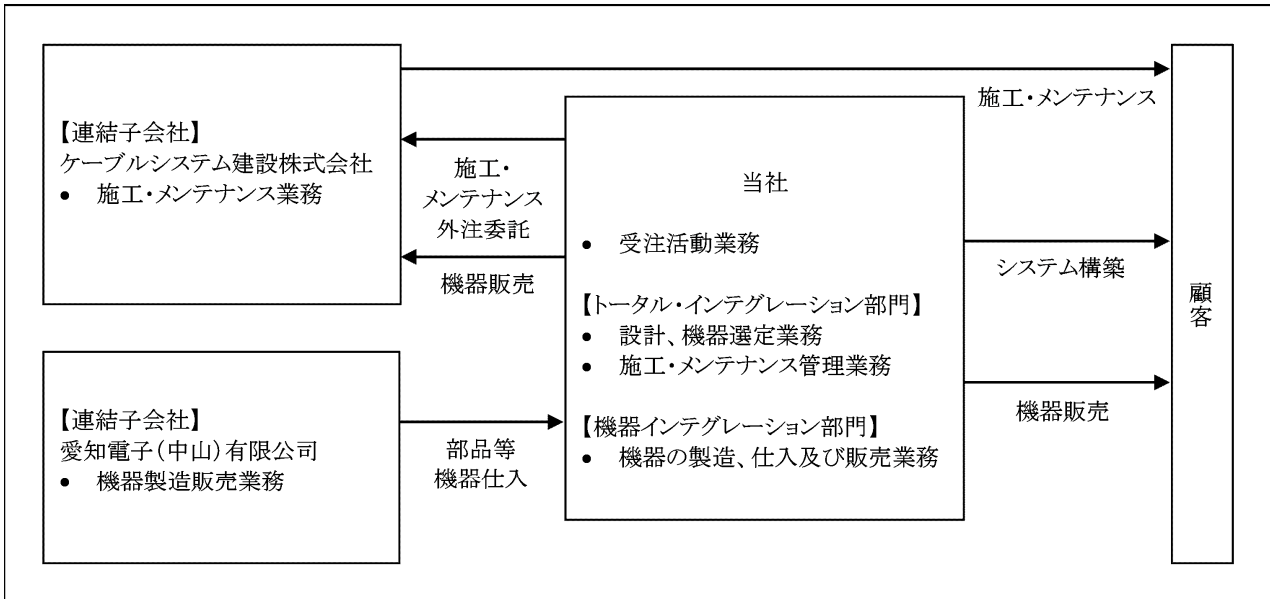 【連結子会社】
ケーブルシステム建設株式会社
● 施工・メンテナンス業務
施工・メンテナンス
施工・
メンテナンス
外注委託
機器販売
当社
● 受注活動業務
【トータル・インテグレーション部門】
● 設計、機器選定業務
● 施工・メンテナンス管理業務
【機器インテグレーション部門】
● 機器の製造、仕入及び販売業務
システム構築
機器販売
顧客
【連結子会社】
愛知電子(中山)有限公司
● 機器製造販売業務
部品等
機器仕入